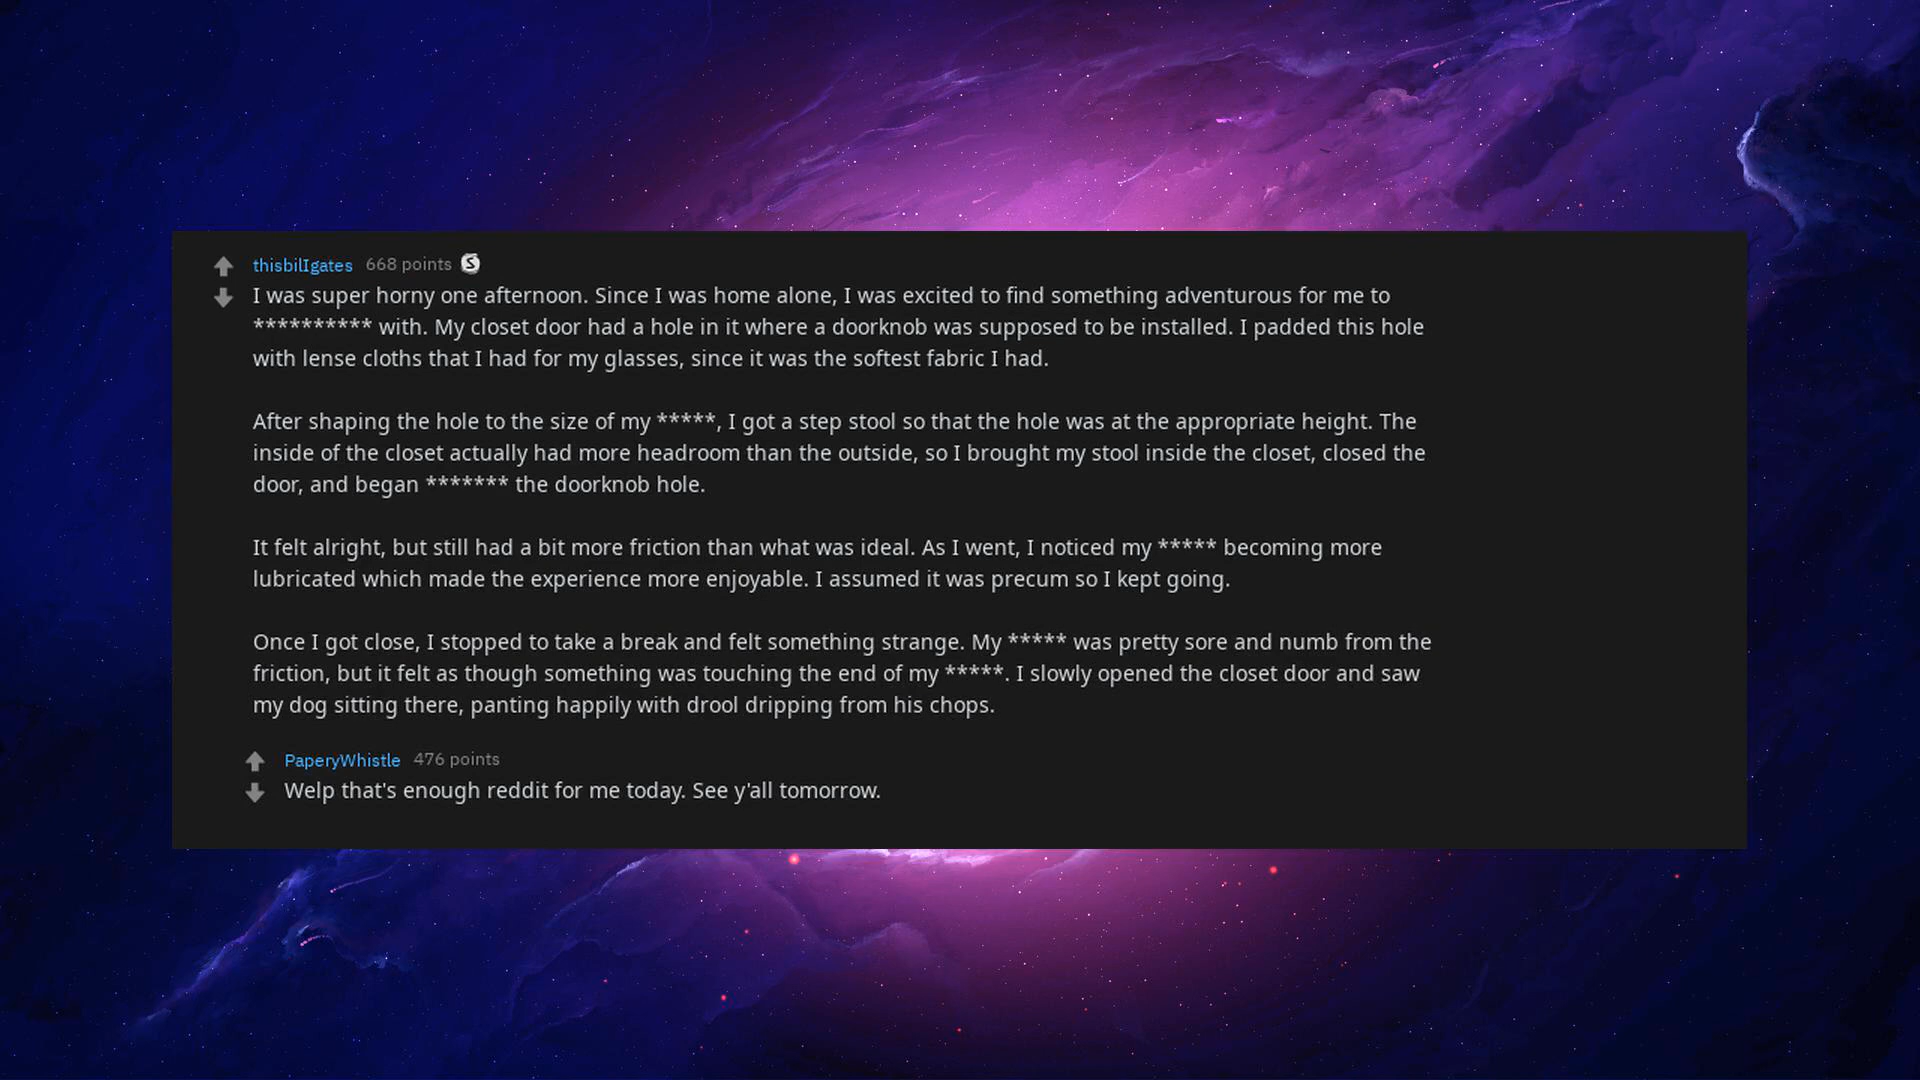 thisbilIgates 668 points S
I was super horny one afternoon. Since I was home alone, I was excited to find something adventurous for me to
********** with. My closet door had a hole in it where a doorknob was supposed to be installed. I padded this hole
with lense cloths that I had for my glasses, since it was the softest fabric I had.
After shaping the hole to the size of my *****, I got a step stool so that the hole was at the appropriate height. The
inside of the closet actually had more headroom than the outside, so I brought my stool inside the closet, closed the
door, and began ******* the doorknob hole.
It felt alright, but still had a bit more friction than what was ideal. As I went, I noticed my ***** becoming more
lubricated which made the experience more enjoyable. I assumed it was precum so I kept going.
Once I got close, I stopped to take a break and felt something strange. My ***** was pretty sore and numb from the
friction, but it felt as though something was touching the end of my *****. I slowly opened the closet door and saw
my dog sitting there, panting happily with drool dripping from his chops.
PaperyWhistle 476 points
Welp that's enough reddit for me today. See y'all tomorrow.